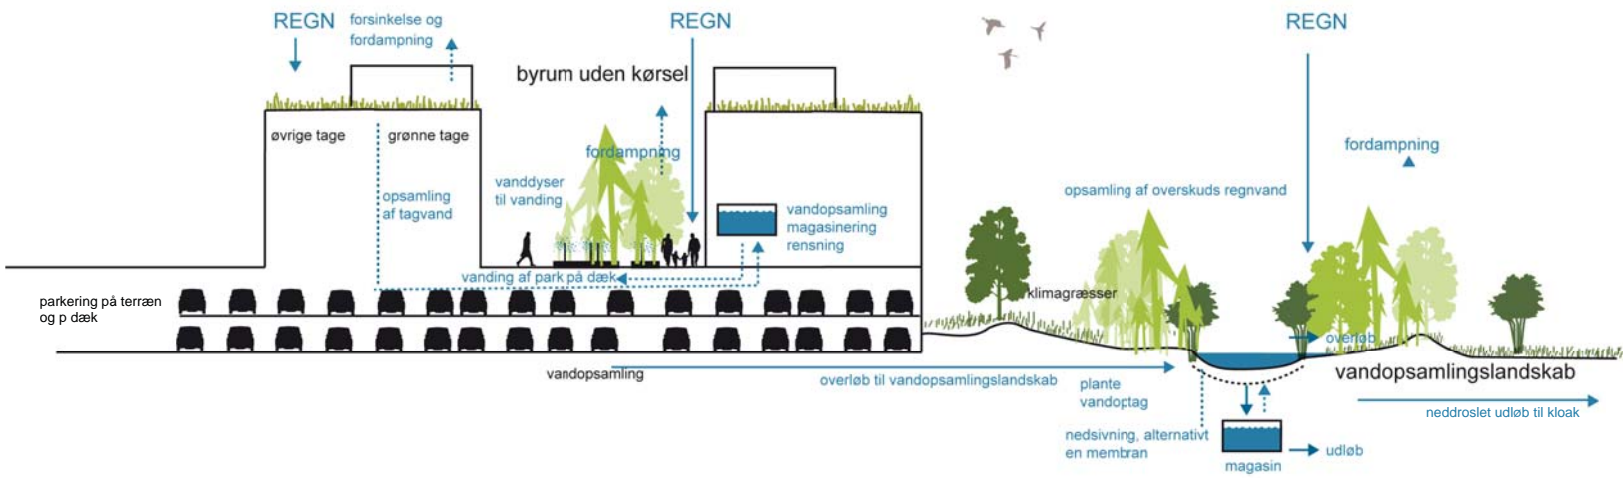 REGN
forsinkelse og
fordampning
REGN
REGN
byrum uden kørsel
øvrige tage
grønne tage
fordampning
fordampning
vanddyser
til vanding
opsamling
af tagvand
opsamling af overskuds regnvand
vandopsamling
magasinering
rensning
vanding af park på dæk
parkering på terræn
og p dæk
klimagræsser
overløb
vandopsamling
overløb til vandopsamlingslandskab
plante
vandoptag
vandopsamlingslandskab
neddroslet udløb til kloak
nedsivning, alternativt
en membran
udløb
magasin